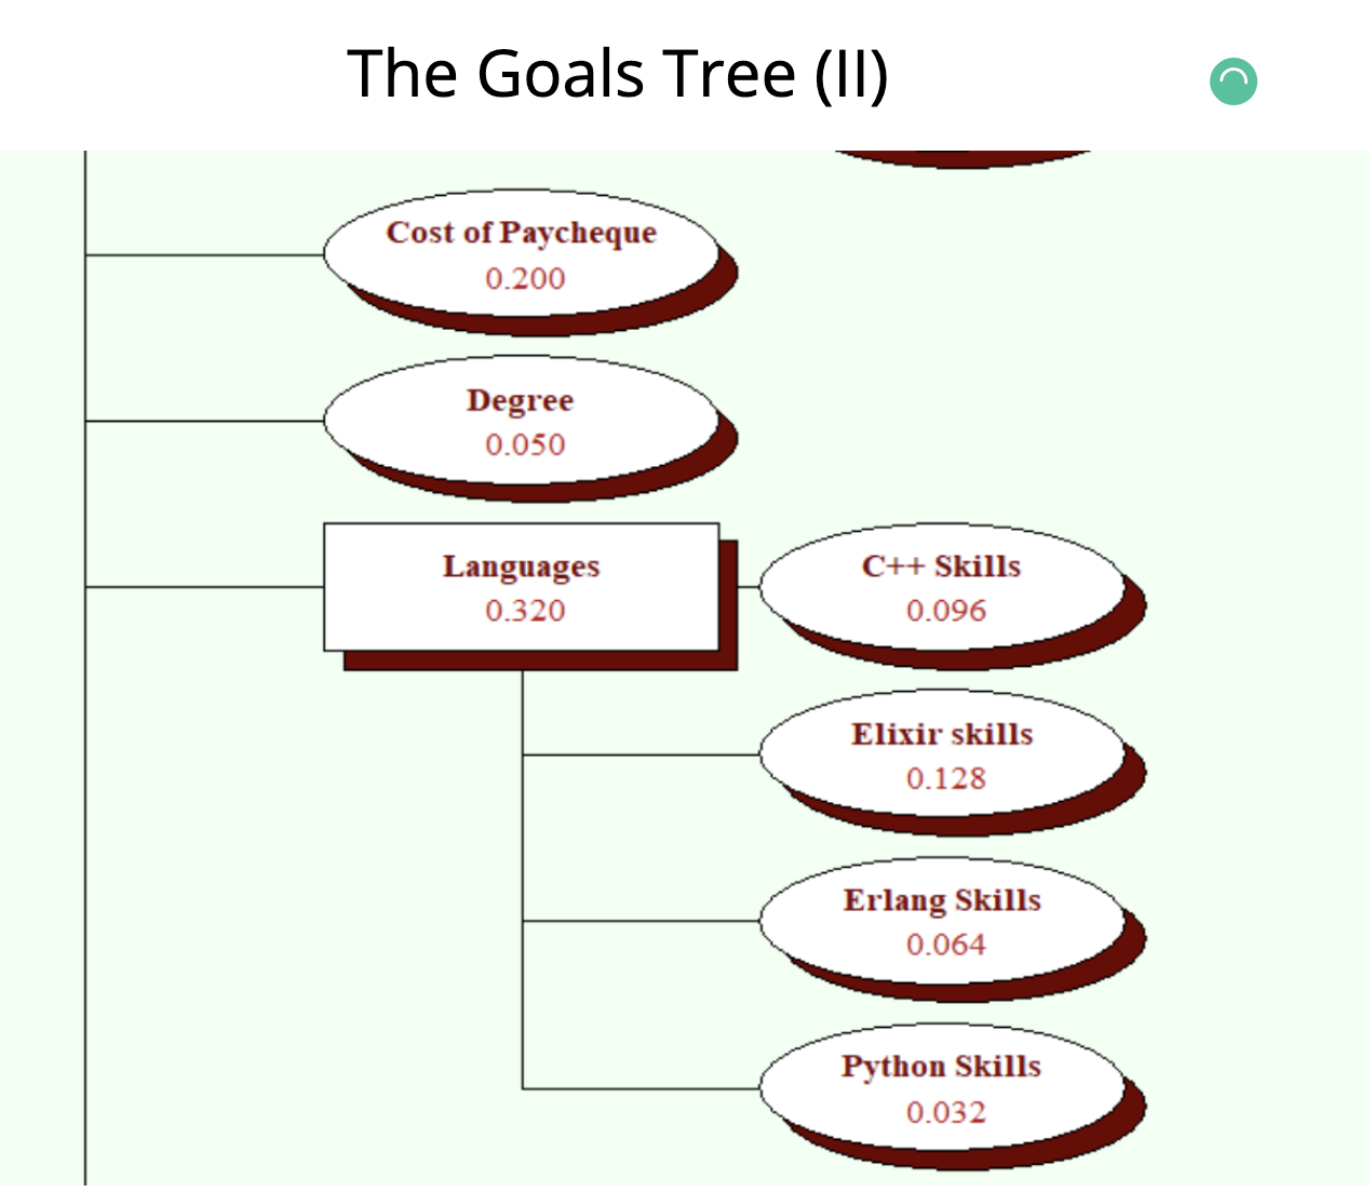 The Goals Tree (II)
Cost of Paycheque
0.200
Degree
0.050
Languages
0.320
C++ Skills
0.096
Elixir skills
0.128
Erlang Skills
0.064
Python Skills
0.032